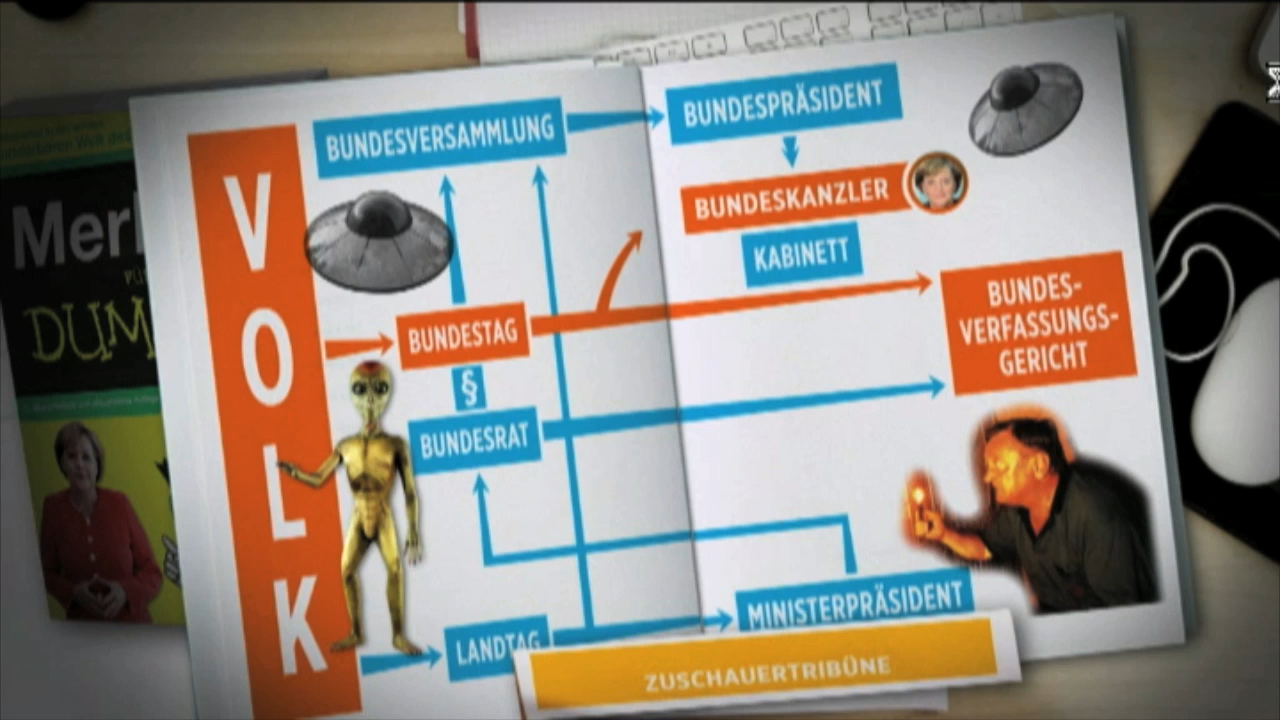 VOLK
BUNDESVERSAMMLUNG
BUNDESPRÄSIDENT
BUNDESKANZLER
KABINETT
BUNDESTAG
§
BUNDESRAT
BUNDES-
VERFASSUNGS-
GERICHT
LANDTAG
MINISTERPRÄSIDENT
ZUSCHAUERTRIBÜNE
Merk
DUM